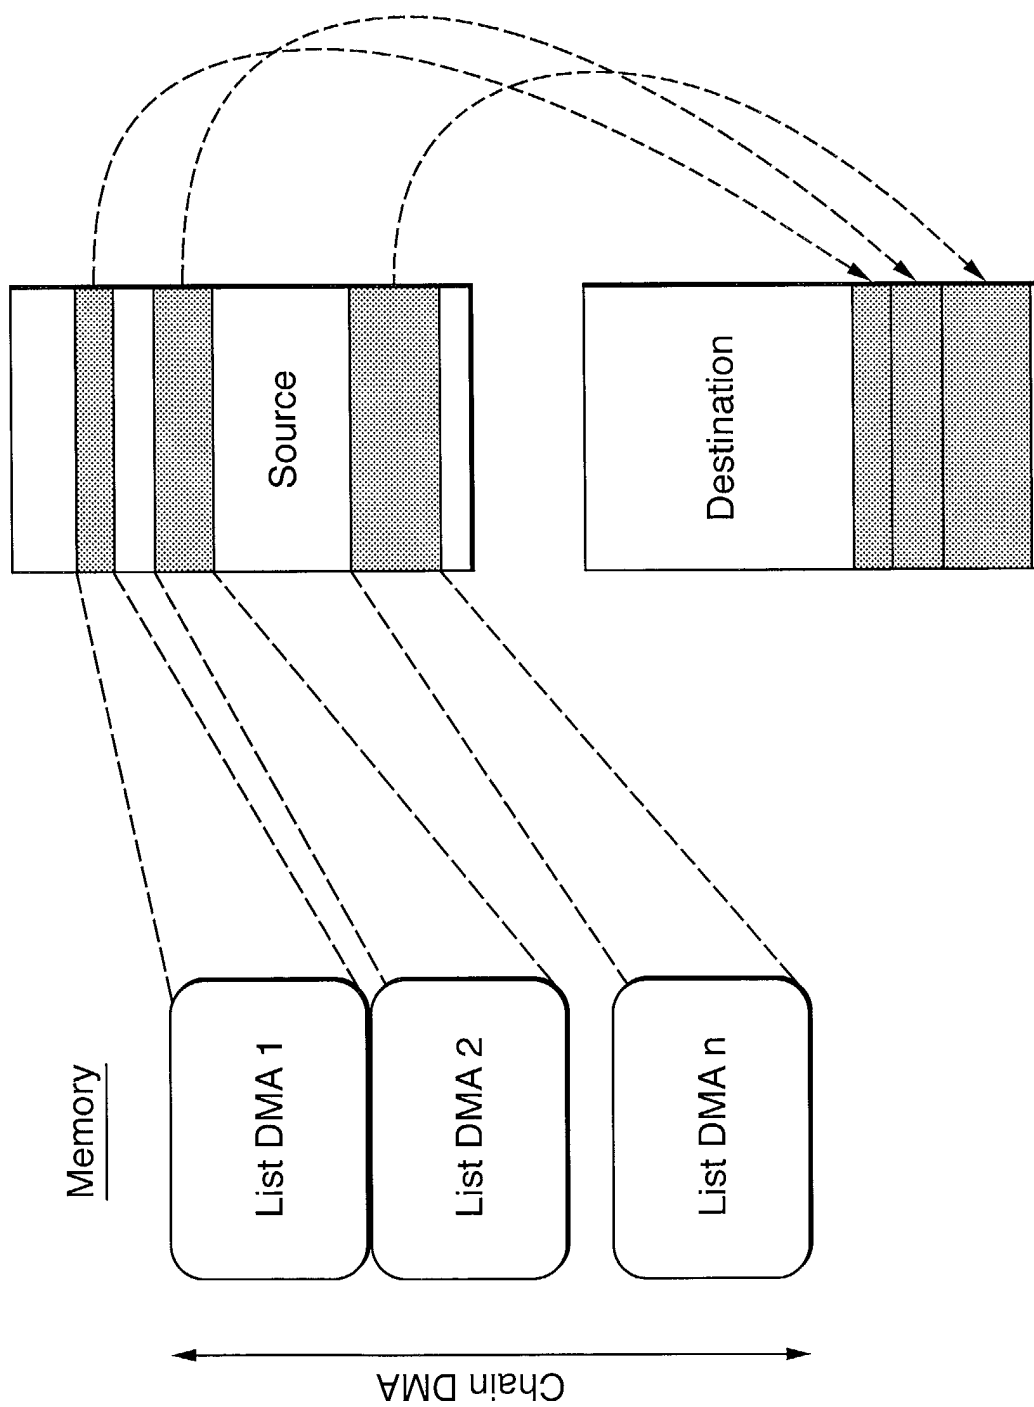 Memory
List DMA 1
List DMA 2
List DMA n
Chain DMA
Source
Destination